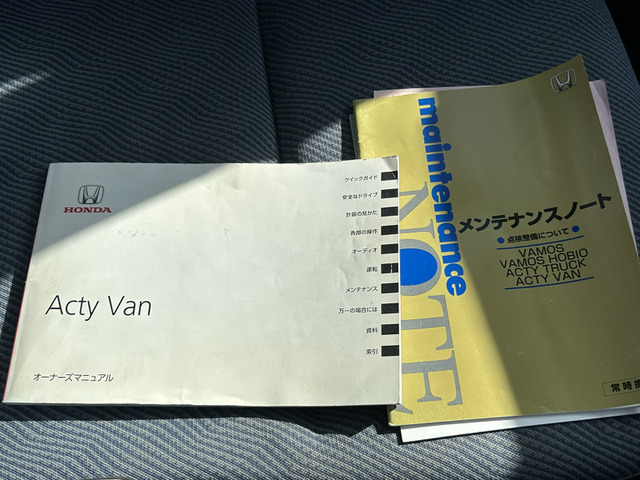 HONDA
Acty Van
オーナーズマニュアル
クイックガイド
安全なドライブ
計器の見かた
各部の操作
オーディオ
運転
メンテナンス
万一の場合には
資料
索引
maintenance
NOTE
メンテナンスノート
点検整備について
VAMOS
VAMOS HOBIO
ACTY TRUCK
ACTY VAN
常時携